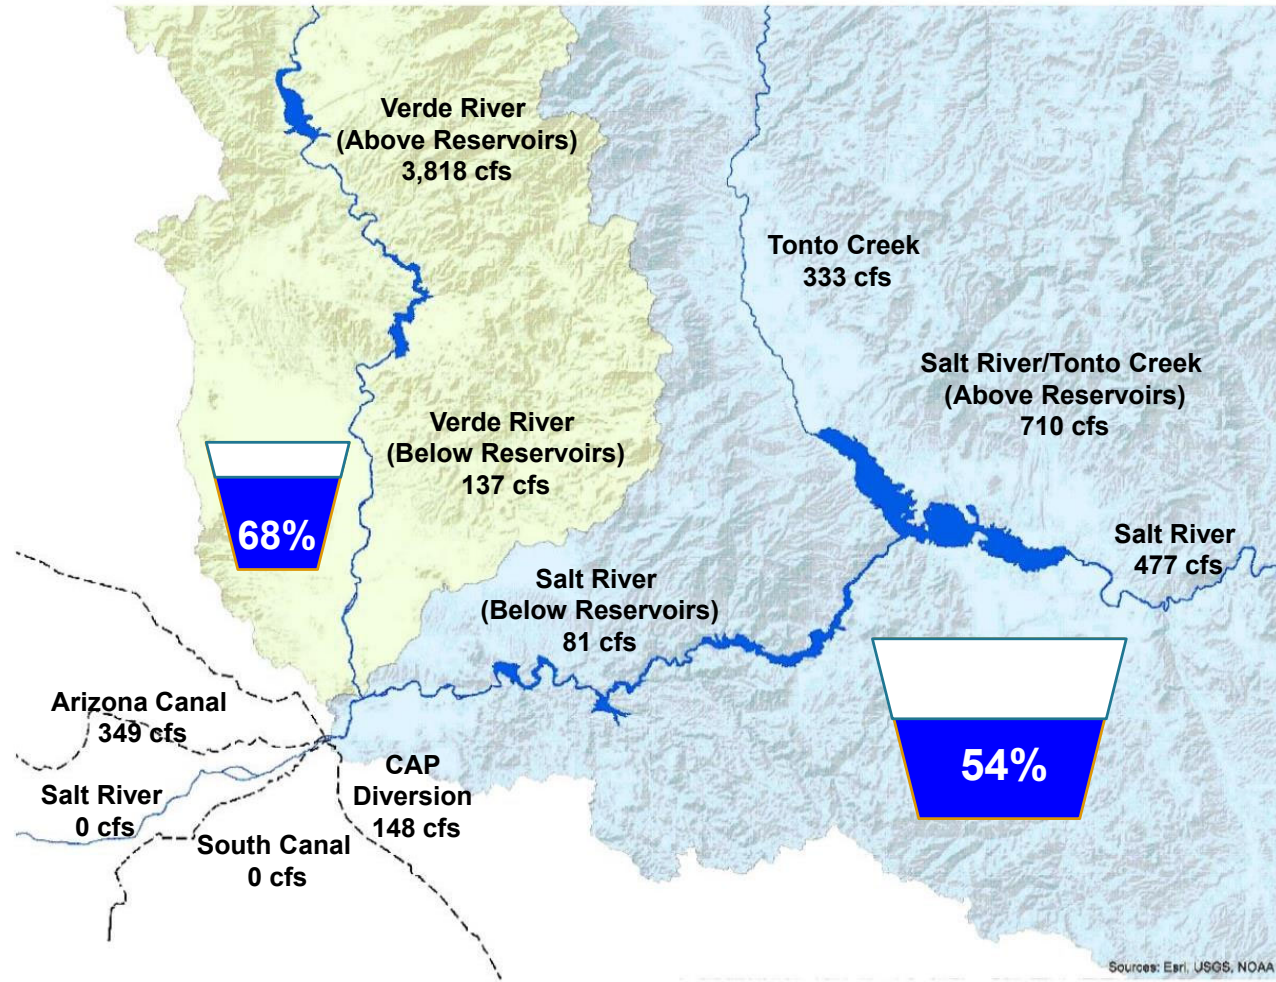 Verde River
(Above Reservoirs)
3,818 cfs
Tonto Creek
333 cfs
Salt River/Tonto Creek
(Above Reservoirs)
710 cfs
Verde River
(Below Reservoirs)
137 cfs
68%
Salt River
477 cfs
Salt River
(Below Reservoirs)
81 cfs
54%
Arizona Canal
349 cfs
CAP
Diversion
148 cfs
Salt River
0 cfs
South Canal
0 cfs
Sources: Esri, USGS, NOAA